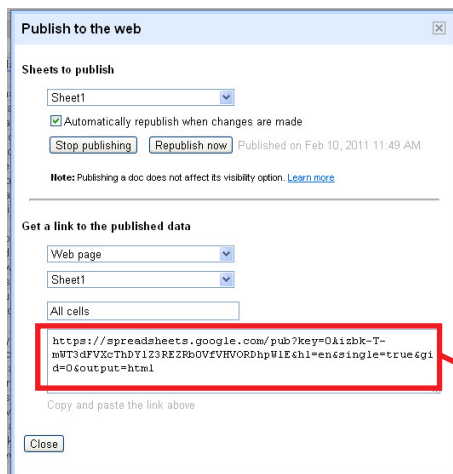 Publish to the web
Sheets to publish
Sheet1
Automatically republish when changes are made
Stop publishing Republish now Published on Feb 10, 2011 11:49 AM
Note: Publishing a doc does not affect its visibility option. Learn more
Get a link to the published data
Web page
Sheet1
All cells
https://spreadsheets.google.com/pub?key=0Aizbk-T-
mWT3dFVXcThDYlZ3REZRb0VfVHVORDhpWlE&hl=en&single=true&gi
d=0&output=html
Copy and paste the link above
Close